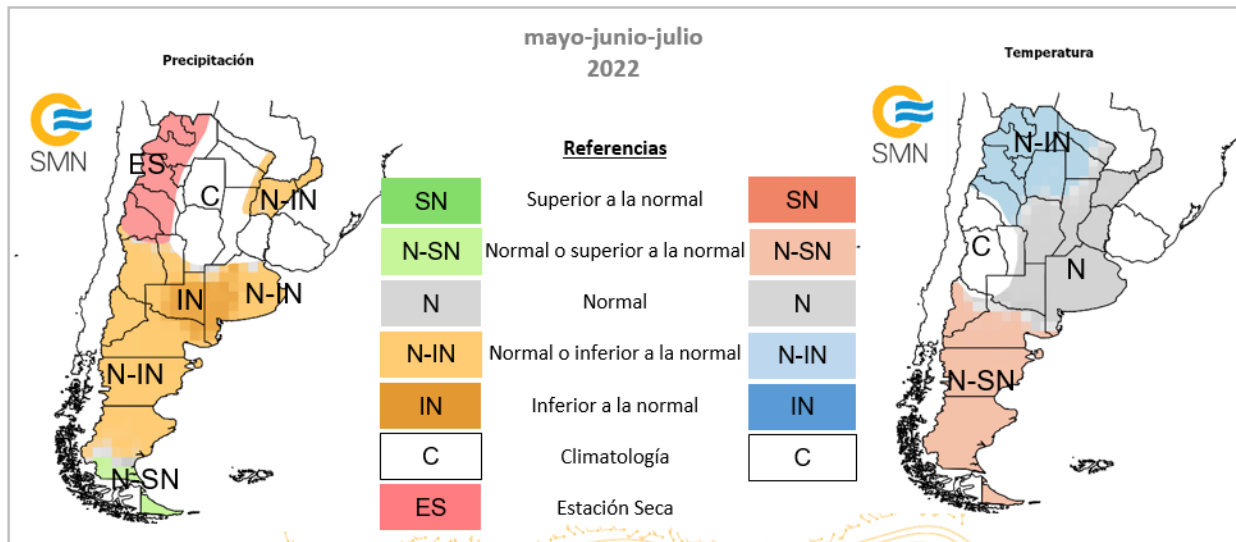 mayo-junio-julio
2022
Precipitación
Temperatura
SMN
SMN
Referencias
ES
C
N-IN
IN
N-IN
N-IN
N-SN
SN
Superior a la normal
SN
N-SN
Normal o superior a la normal
N-SN
N
Normal
N
N-IN
Normal o inferior a la normal
N-IN
IN
Inferior a la normal
IN
C
Climatología
C
ES
Estación Seca
N-IN
C
N
N-SN